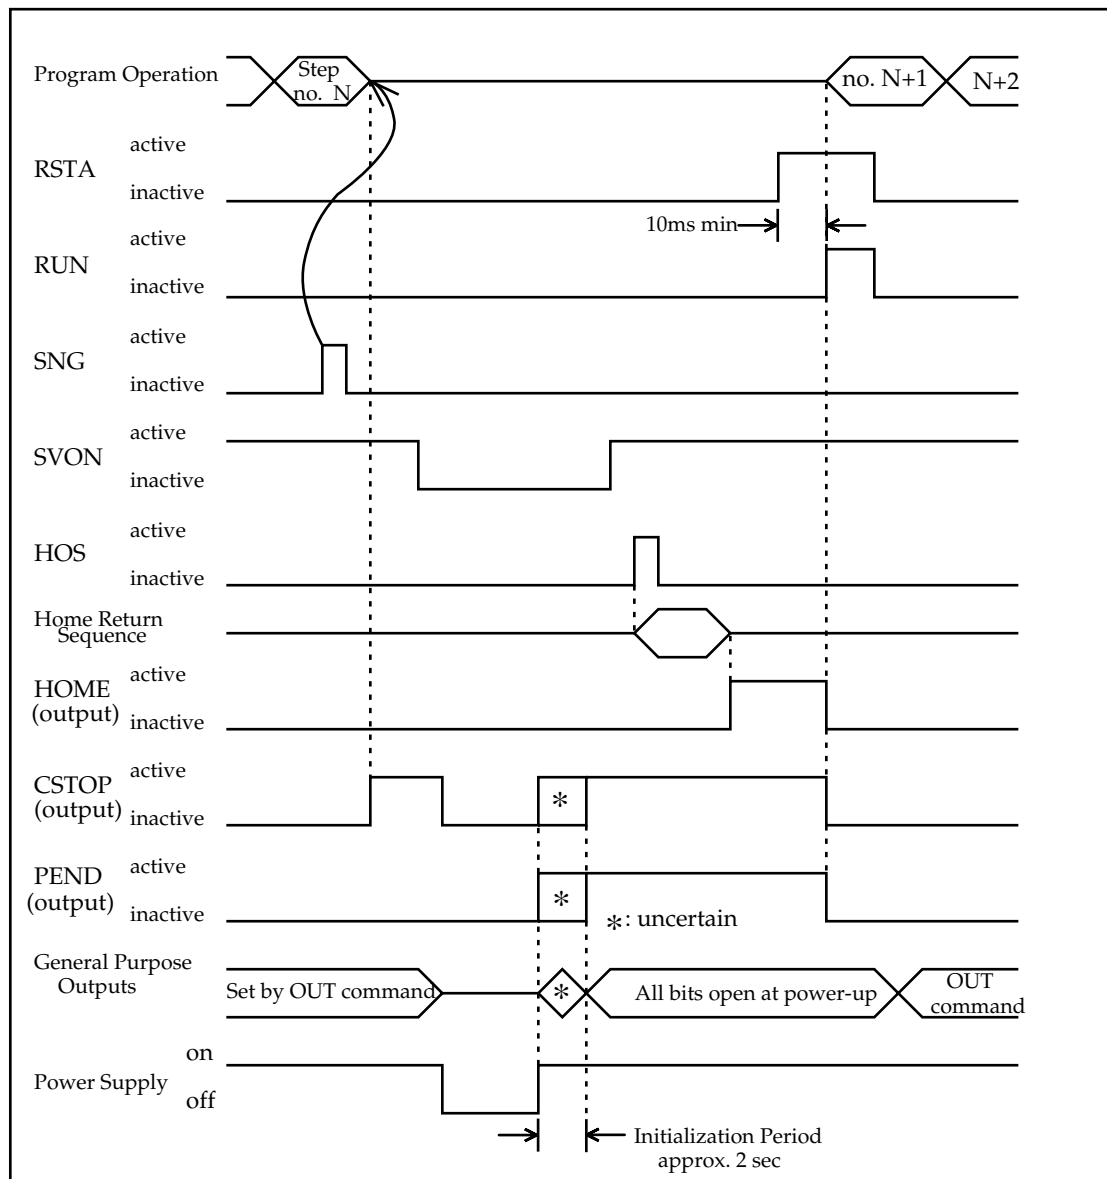 Program Operation
Step
no. N
no. N+1
N+2
RSTA
active
inactive
10ms min
RUN
active
inactive
SNG
active
inactive
SVON
active
inactive
HOS
active
inactive
Home Return
Sequence
HOME
(output)
active
inactive
CSTOP
(output)
active
inactive
*
PEND
(output)
active
inactive
*
*: uncertain
General Purpose
Outputs
Set by OUT command
*
All bits open at power-up
OUT
command
Power Supply
on
off
Initialization Period
approx. 2 sec